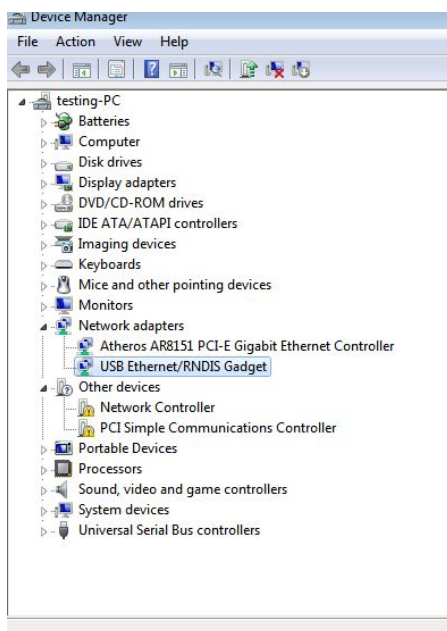 Device Manager
File Action View Help
testing-PC
Batteries
Computer
Disk drives
Display adapters
DVD/CD-ROM drives
IDE ATA/ATAPI controllers
Imaging devices
Keyboards
Mice and other pointing devices
Monitors
Network adapters
Atheros AR8151 PCI-E Gigabit Ethernet Controller
USB Ethernet/RNDIS Gadget
Other devices
Network Controller
PCI Simple Communications Controller
Portable Devices
Processors
Sound, video and game controllers
System devices
Universal Serial Bus controllers